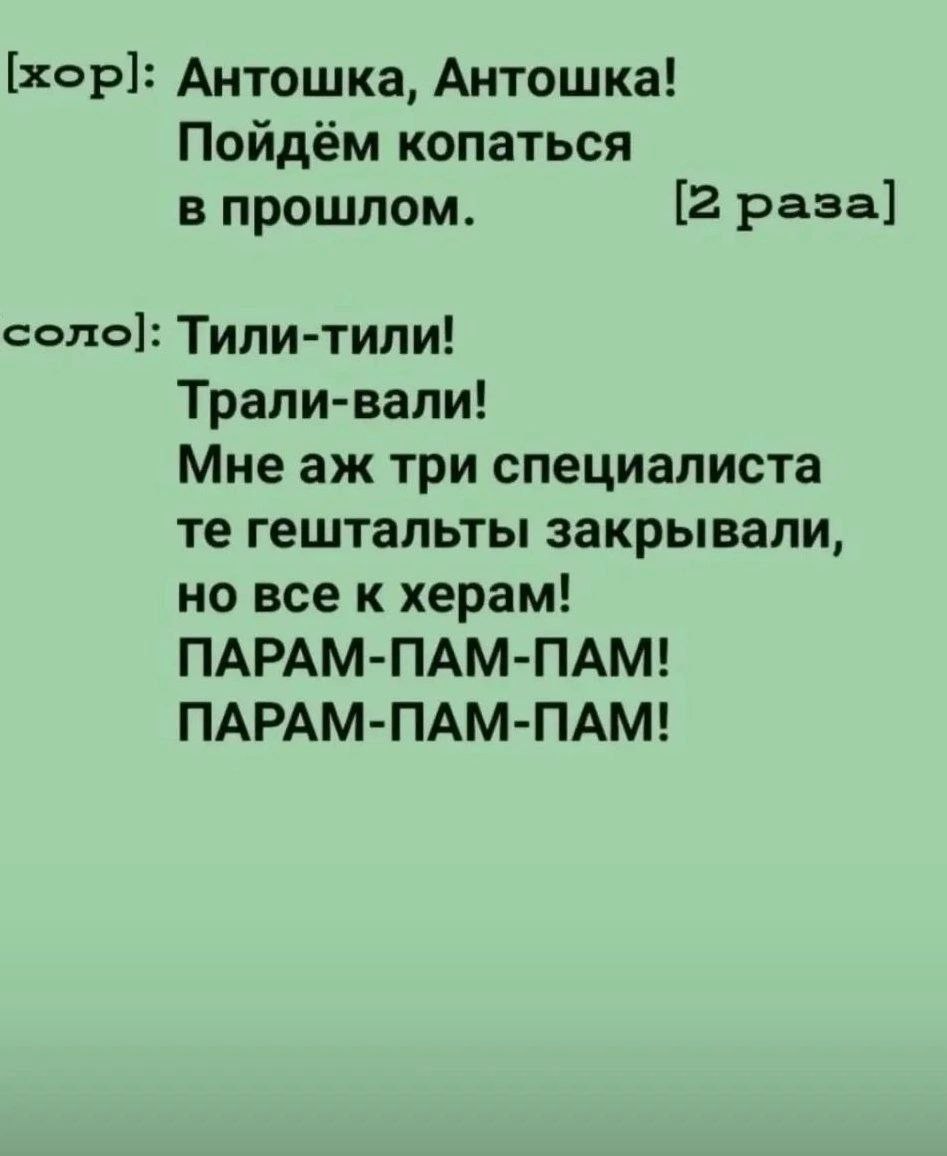 [хор]: Антошка, Антошка!
Пойдём копаться
в прошлом. [2 раза]
соло]: Тили-тили!
Трали-вали!
Мне аж три специалиста
те гештальты закрывали,
но все к херам!
ПАРАМ-ПАМ-ПАМ!
ПАРАМ-ПАМ-ПАМ!